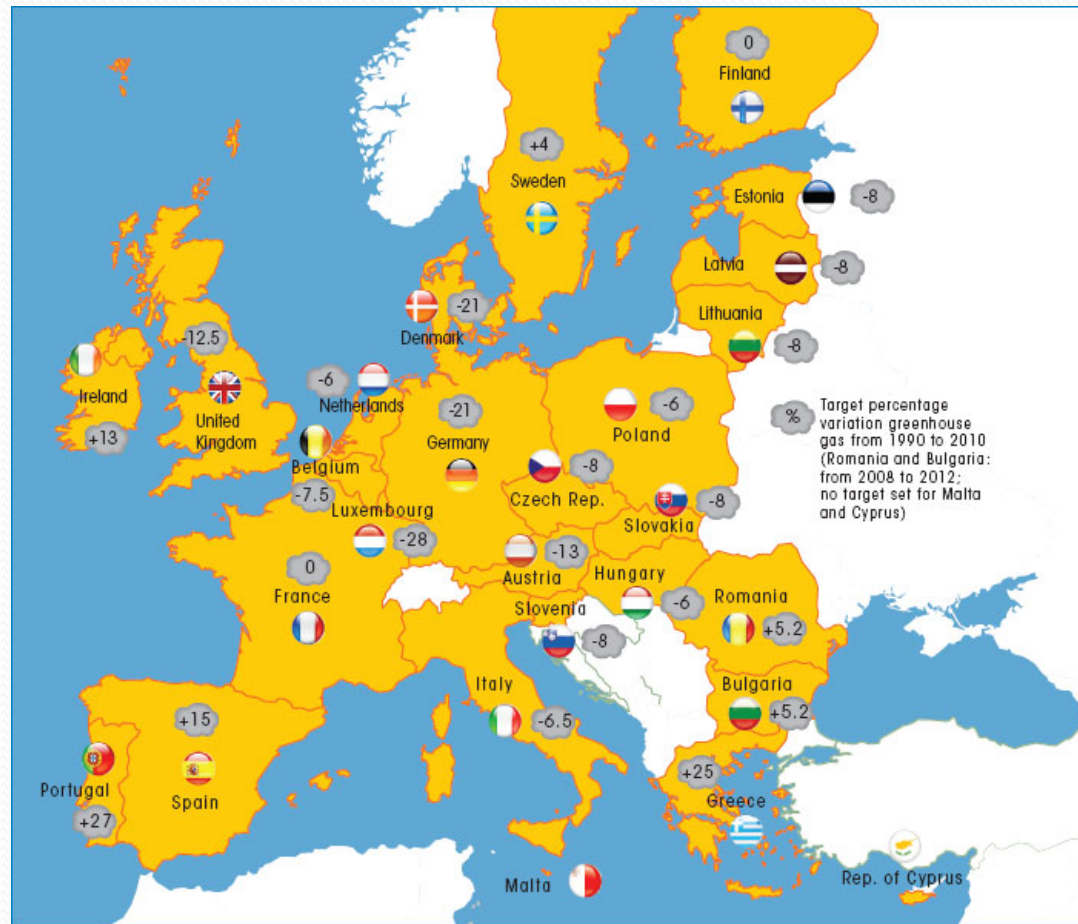 0
Finland
+4
Sweden
Estonia
-8
Latvia
-8
Lithuania
-8
-21
Denmark
-12.5
Ireland
+13
United
Kingdom
-6
Netherlands
Belgium
-7.5
-21
Germany
-6
Poland
%
Target percentage
variation greenhouse
gas from 1990 to 2010
(Romania and Bulgaria:
from 2008 to 2012;
no target set for Malta
and Cyprus)
-8
Czech Rep.
-8
Slovakia
Luxembourg
-28
-13
Austria
0
France
Hungary
-6
Romania
+5.2
Slovenia
-8
Italy
-6.5
Bulgaria
+5.2
+15
Spain
Portugal
+27
+25
Greece
Malta
Rep. of Cyprus